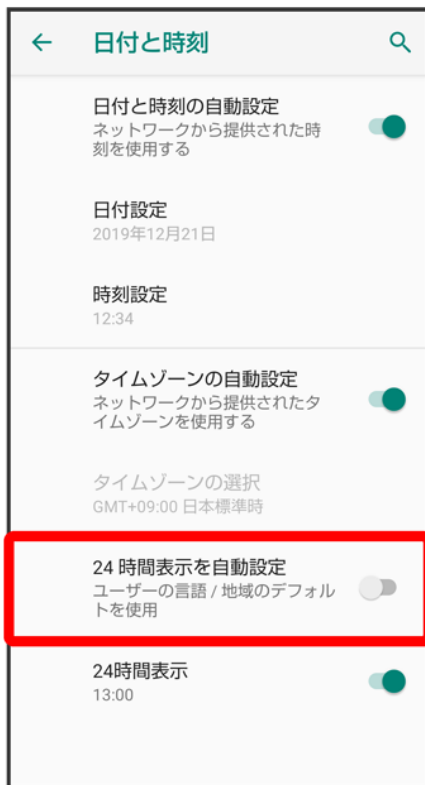 日付と時刻
日付と時刻の自動設定
ネットワークから提供された時
刻を使用する
日付設定
2019年12月21日
時刻設定
12:34
タイムゾーンの自動設定
ネットワークから提供されたタ
イムゾーンを使用する
タイムゾーンの選択
GMT+09:00 日本標準時
24 時間表示を自動設定
ユーザーの言語 / 地域のデフォル
トを使用
24時間表示
13:00